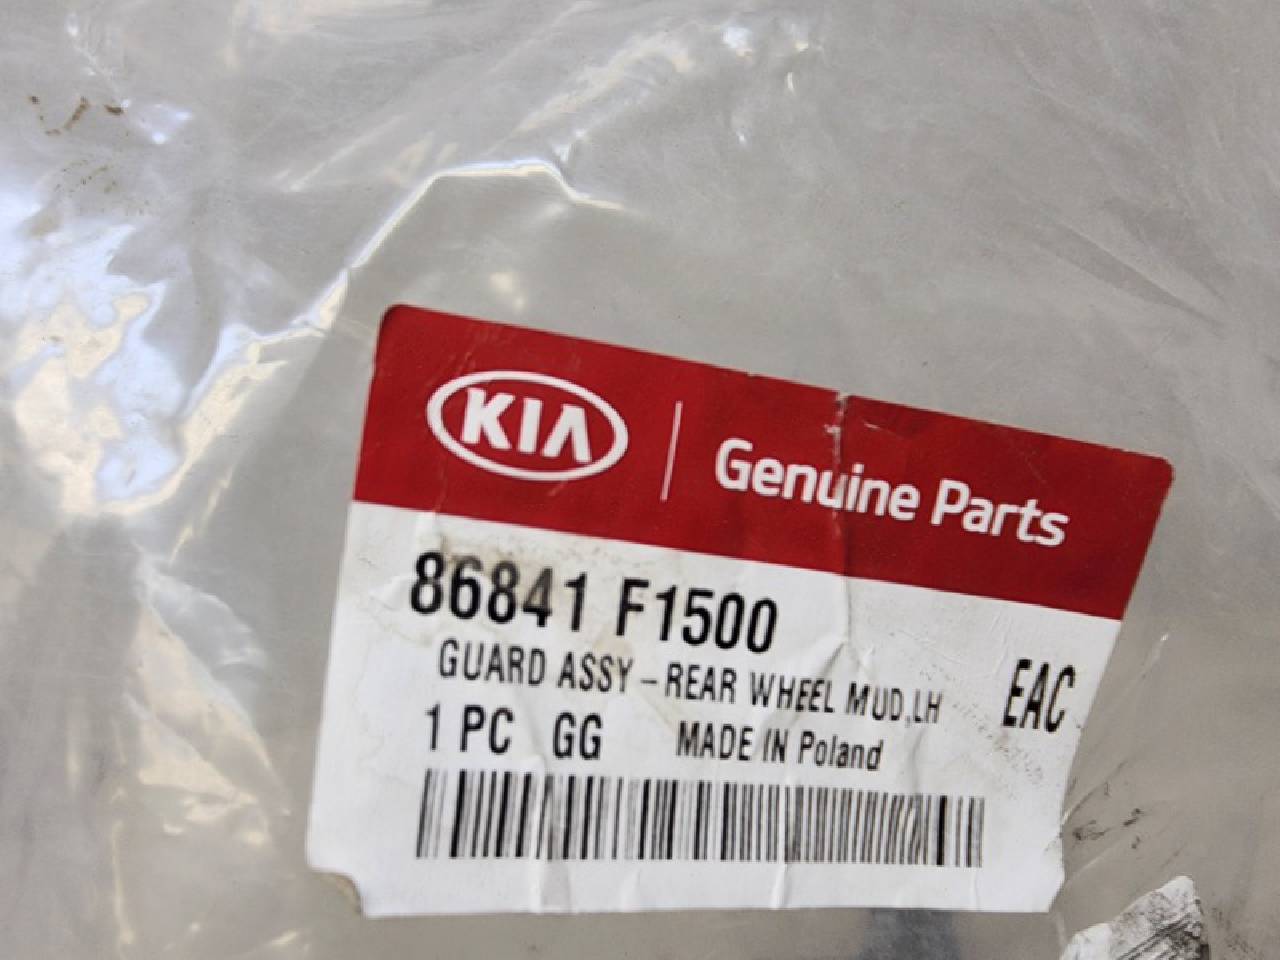 KIA Genuine Parts
86841 F1500
GUARD ASSY-REAR WHEEL MUD,LH
EAC
1 PC GG MADE IN Poland